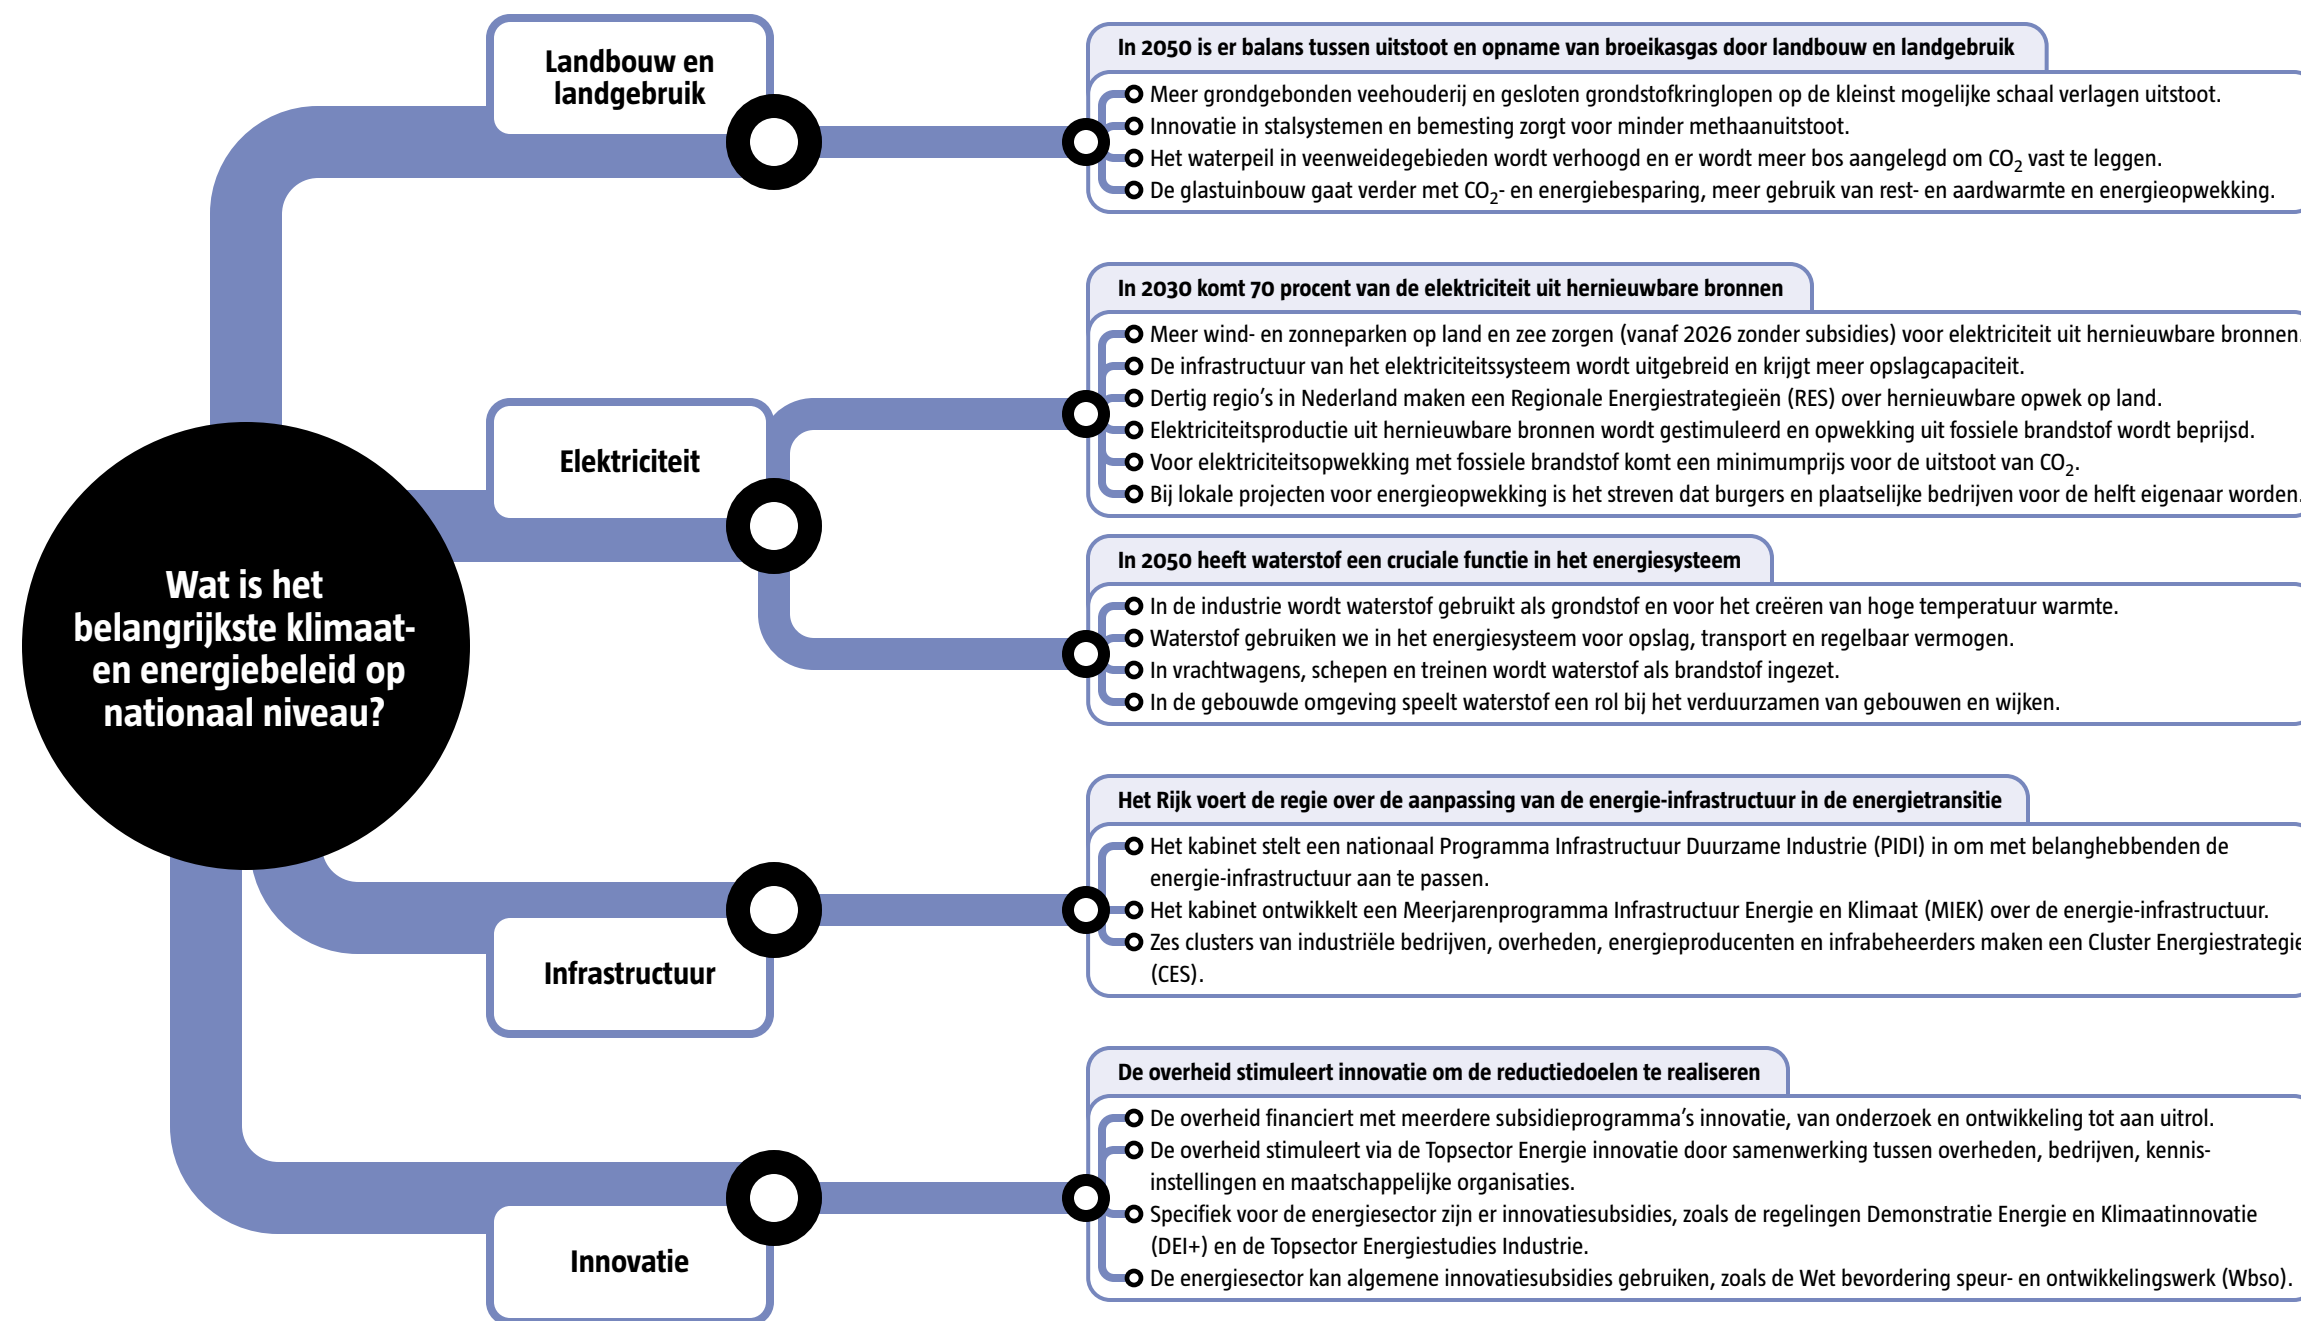 Wat is het
belangrijkste klimaat-
en energiebeleid op
nationaal niveau?
Landbouw en
landgebruik
In 2050 is er balans tussen uitstoot en opname van broeikasgas door landbouw en landgebruik
Meer grondgebonden veehouderij en gesloten grondstofkringlopen op de kleinst mogelijke schaal verlagen uitstoot.
Innovatie in stalsystemen en bemesting zorgt voor minder methaanuitstoot.
Het waterpeil in veenweidegebieden wordt verhoogd en er wordt meer bos aangelegd om CO₂ vast te leggen.
De glastuinbouw gaat verder met CO₂- en energiebesparing, meer gebruik van rest- en aardwarmte en energieopwekking.
Elektriciteit
In 2030 komt 70 procent van de elektriciteit uit hernieuwbare bronnen
Meer wind- en zonneparken op land en zee zorgen (vanaf 2026 zonder subsidies) voor elektriciteit uit hernieuwbare bronnen.
De infrastructuur van het elektriciteitssysteem wordt uitgebreid en krijgt meer opslagcapaciteit.
Dertig regio's in Nederland maken een Regionale Energiestrategieën (RES) over hernieuwbare opwek op land.
Elektriciteitsproductie uit hernieuwbare bronnen wordt gestimuleerd en opwekking uit fossiele brandstof wordt beprijsd.
Voor elektriciteitsopwekking met fossiele brandstof komt een minimumprijs voor de uitstoot van CO₂.
Bij lokale projecten voor energieopwekking is het streven dat burgers en plaatselijke bedrijven voor de helft eigenaar worden.
In 2050 heeft waterstof een cruciale functie in het energiesysteem
In de industrie wordt waterstof gebruikt als grondstof en voor het creëren van hoge temperatuur warmte.
Waterstof gebruiken we in het energiesysteem voor opslag, transport en regelbaar vermogen.
In vrachtwagens, schepen en treinen wordt waterstof als brandstof ingezet.
In de gebouwde omgeving speelt waterstof een rol bij het verduurzamen van gebouwen en wijken.
Infrastructuur
Het Rijk voert de regie over de aanpassing van de energie-infrastructuur in de energietransitie
Het kabinet stelt een nationaal Programma Infrastructuur Duurzame Industrie (PIDI) in om met belanghebbenden de
energie-infrastructuur aan te passen.
Het kabinet ontwikkelt een Meerjarenprogramma Infrastructuur Energie en Klimaat (MIEK) over de energie-infrastructuur.
Zes clusters van industriële bedrijven, overheden, energieproducenten en infrabeheerders maken een Cluster Energiestrategie
(CES).
Innovatie
De overheid stimuleert innovatie om de reductiedoelen te realiseren
De overheid financiert met meerdere subsidieprogramma's innovatie, van onderzoek en ontwikkeling tot aan uitrol.
De overheid stimuleert via de Topsector Energie innovatie door samenwerking tussen overheden, bedrijven, kennis-
instellingen en maatschappelijke organisaties.
Specifiek voor de energiesector zijn er innovatiesubsidies, zoals de regelingen Demonstratie Energie en Klimaatinnovatie
(DEI+) en de Topsector Energiestudies Industrie.
De energiesector kan algemene innovatiesubsidies gebruiken, zoals de Wet bevordering speur- en ontwikkelingswerk (Wbso).